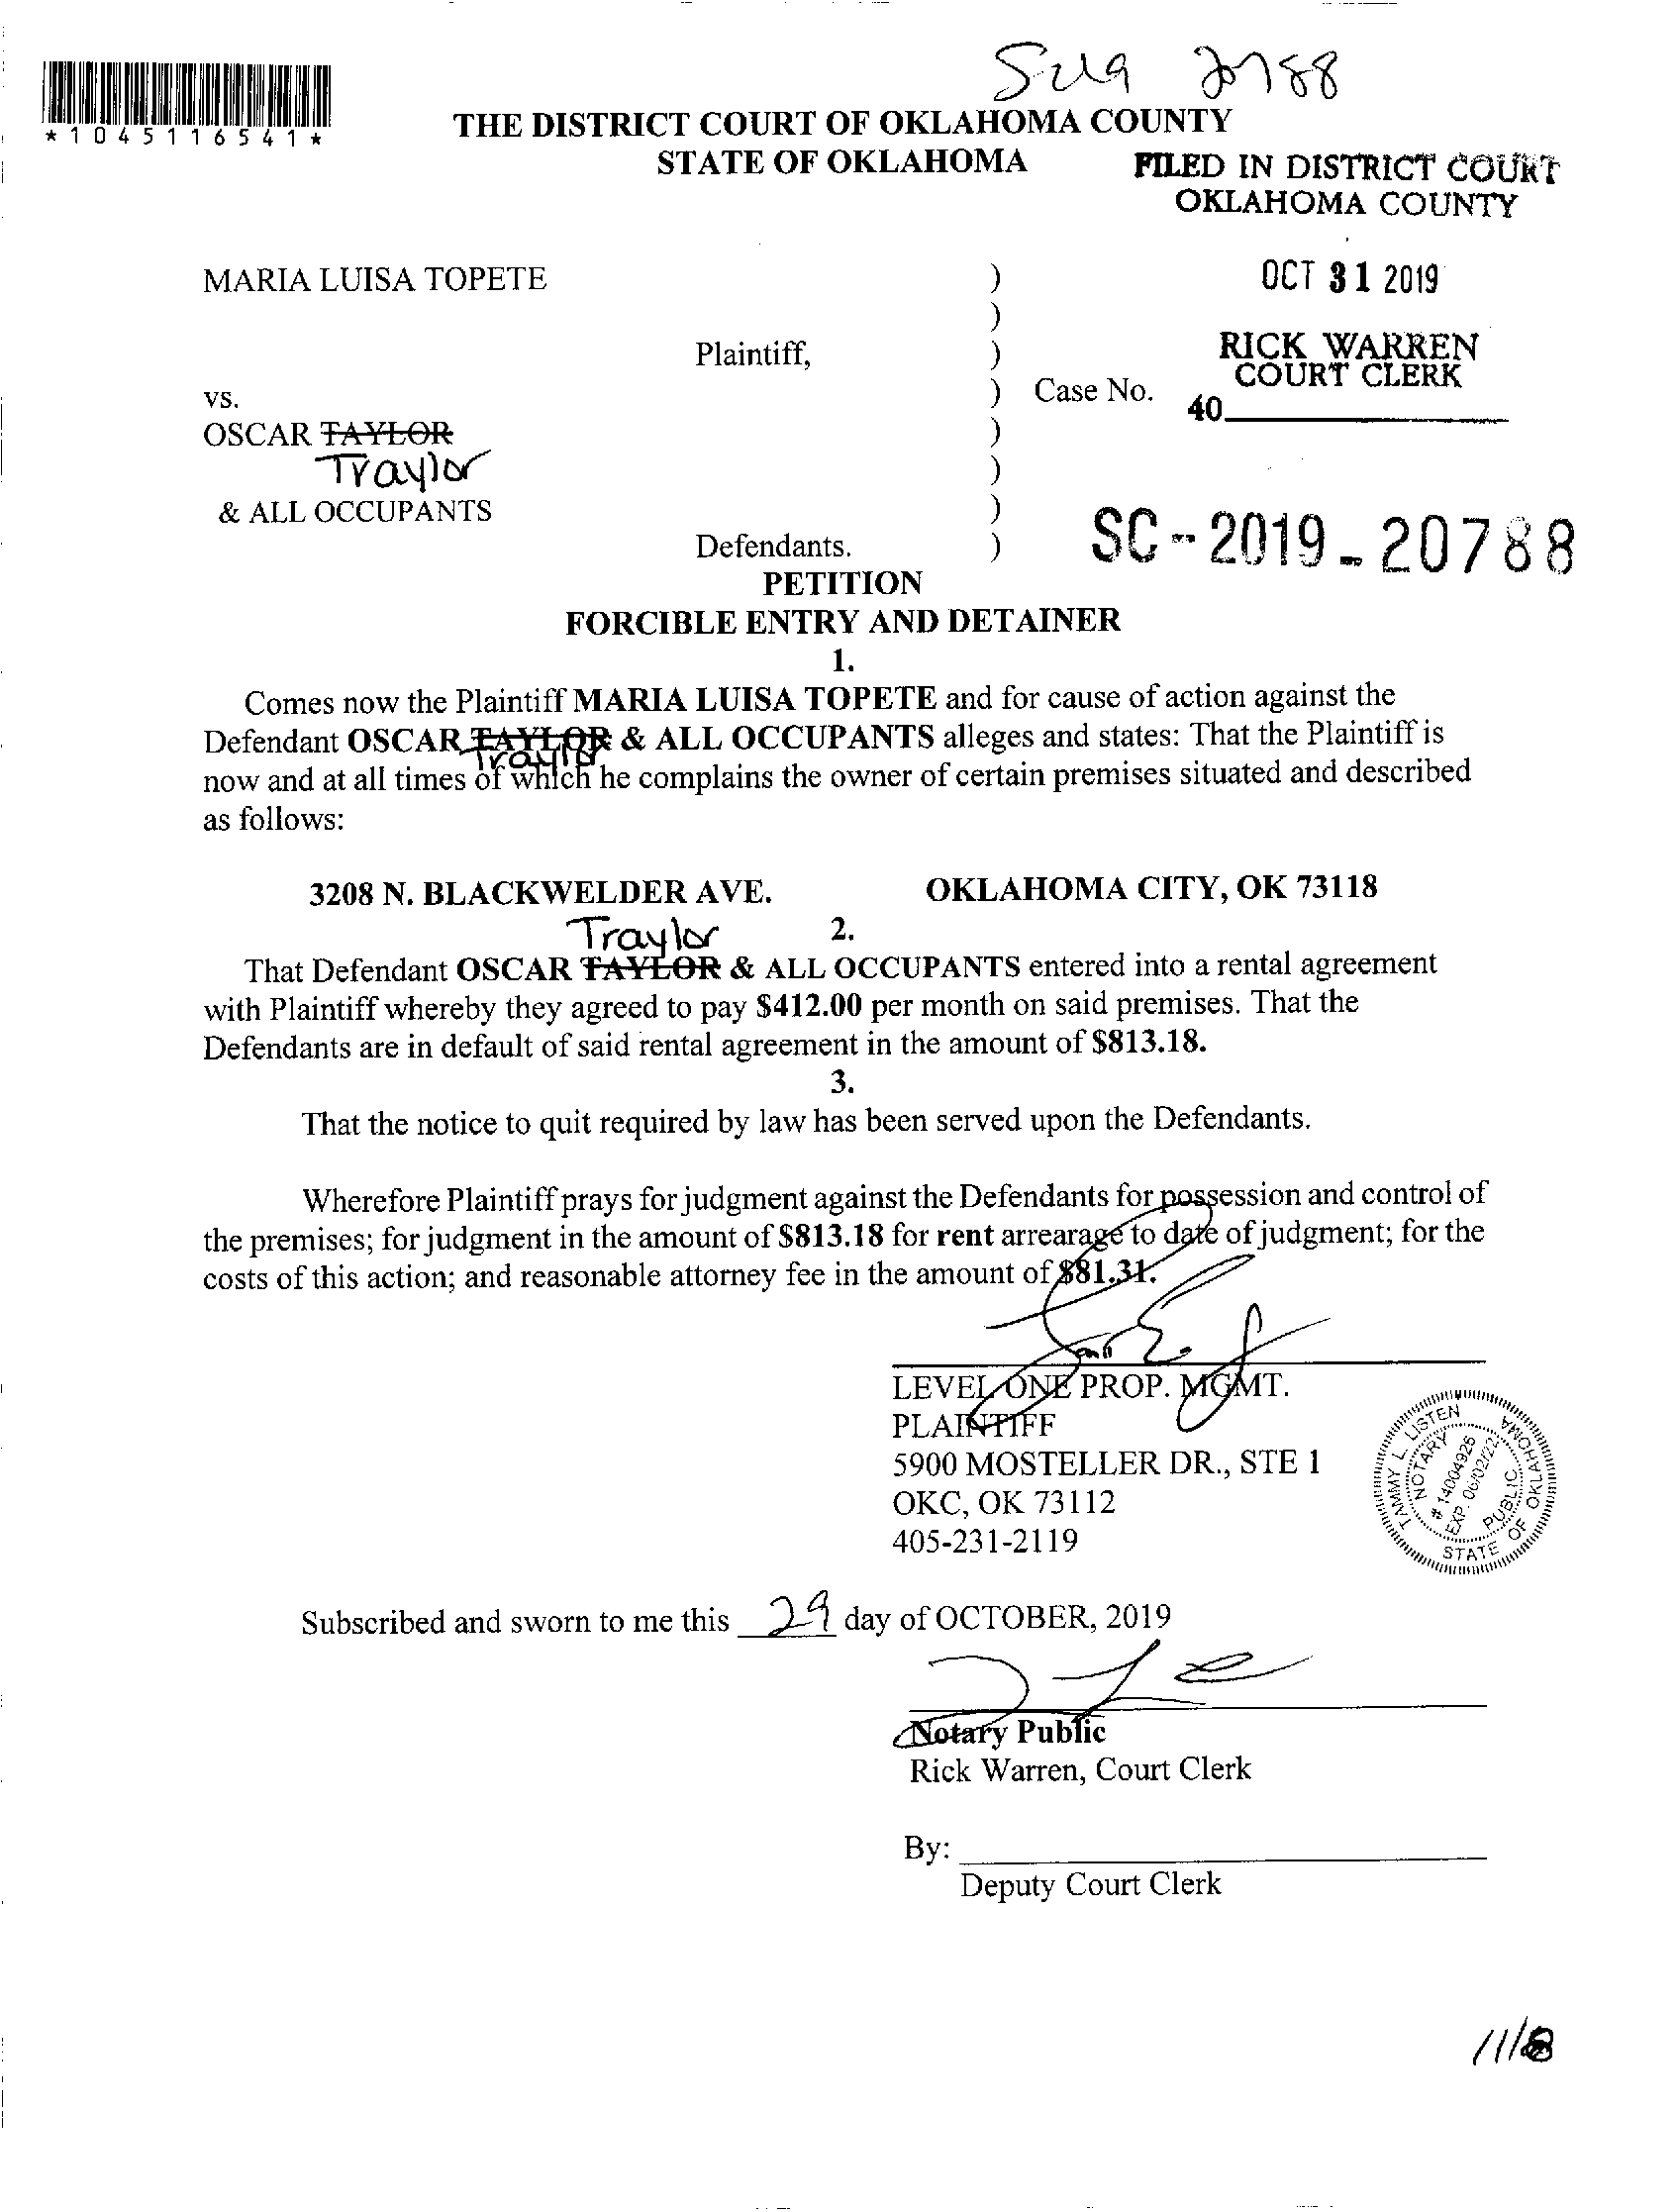 *1045116541*
THE DISTRICT COURT OF OKLAHOMA COUNTY
STATE OF OKLAHOMA
FILED IN DISTRICT COURT
OKLAHOMA COUNTY
OCT 31 2019
RICK WARREN
COURT CLERK
40
MARIA LUISA TOPETE )
)
Plaintiff, )
vs. ) Case No.
OSCAR TAYLOR )
Traylor )
& ALL OCCUPANTS )
Defendants. )
SC-2019-20788
PETITION
FORCIBLE ENTRY AND DETAINER
1.
Comes now the Plaintiff MARIA LUISA TOPETE and for cause of action against the
Defendant OSCAR TAYLOR & ALL OCCUPANTS alleges and states: That the Plaintiff is
Traylor
now and at all times of which he complains the owner of certain premises situated and described
as follows:
3208 N. BLACKWELDER AVE. OKLAHOMA CITY, OK 73118
Traylor 2.
That Defendant OSCAR TAYLOR & ALL OCCUPANTS entered into a rental agreement
with Plaintiff whereby they agreed to pay $412.00 per month on said premises. That the
Defendants are in default of said rental agreement in the amount of $813.18.
3.
That the notice to quit required by law has been served upon the Defendants.
Wherefore Plaintiff prays for judgment against the Defendants for possession and control of
the premises; for judgment in the amount of $813.18 for rent arrearage to date of judgment; for the
costs of this action; and reasonable attorney fee in the amount of $81.31.
LEVEL ONE PROP. MGMT.
PLAINTIFF
5900 MOSTELLER DR., STE 1
OKC, OK 73112
405-231-2119
TAMMY L. LISTEN
NOTARY PUBLIC
# 14004926
EXP. 06/02/22
STATE OF OKLAHOMA
Subscribed and sworn to me this 29 day of OCTOBER, 2019
Notary Public
Rick Warren, Court Clerk
By:
Deputy Court Clerk
11/8